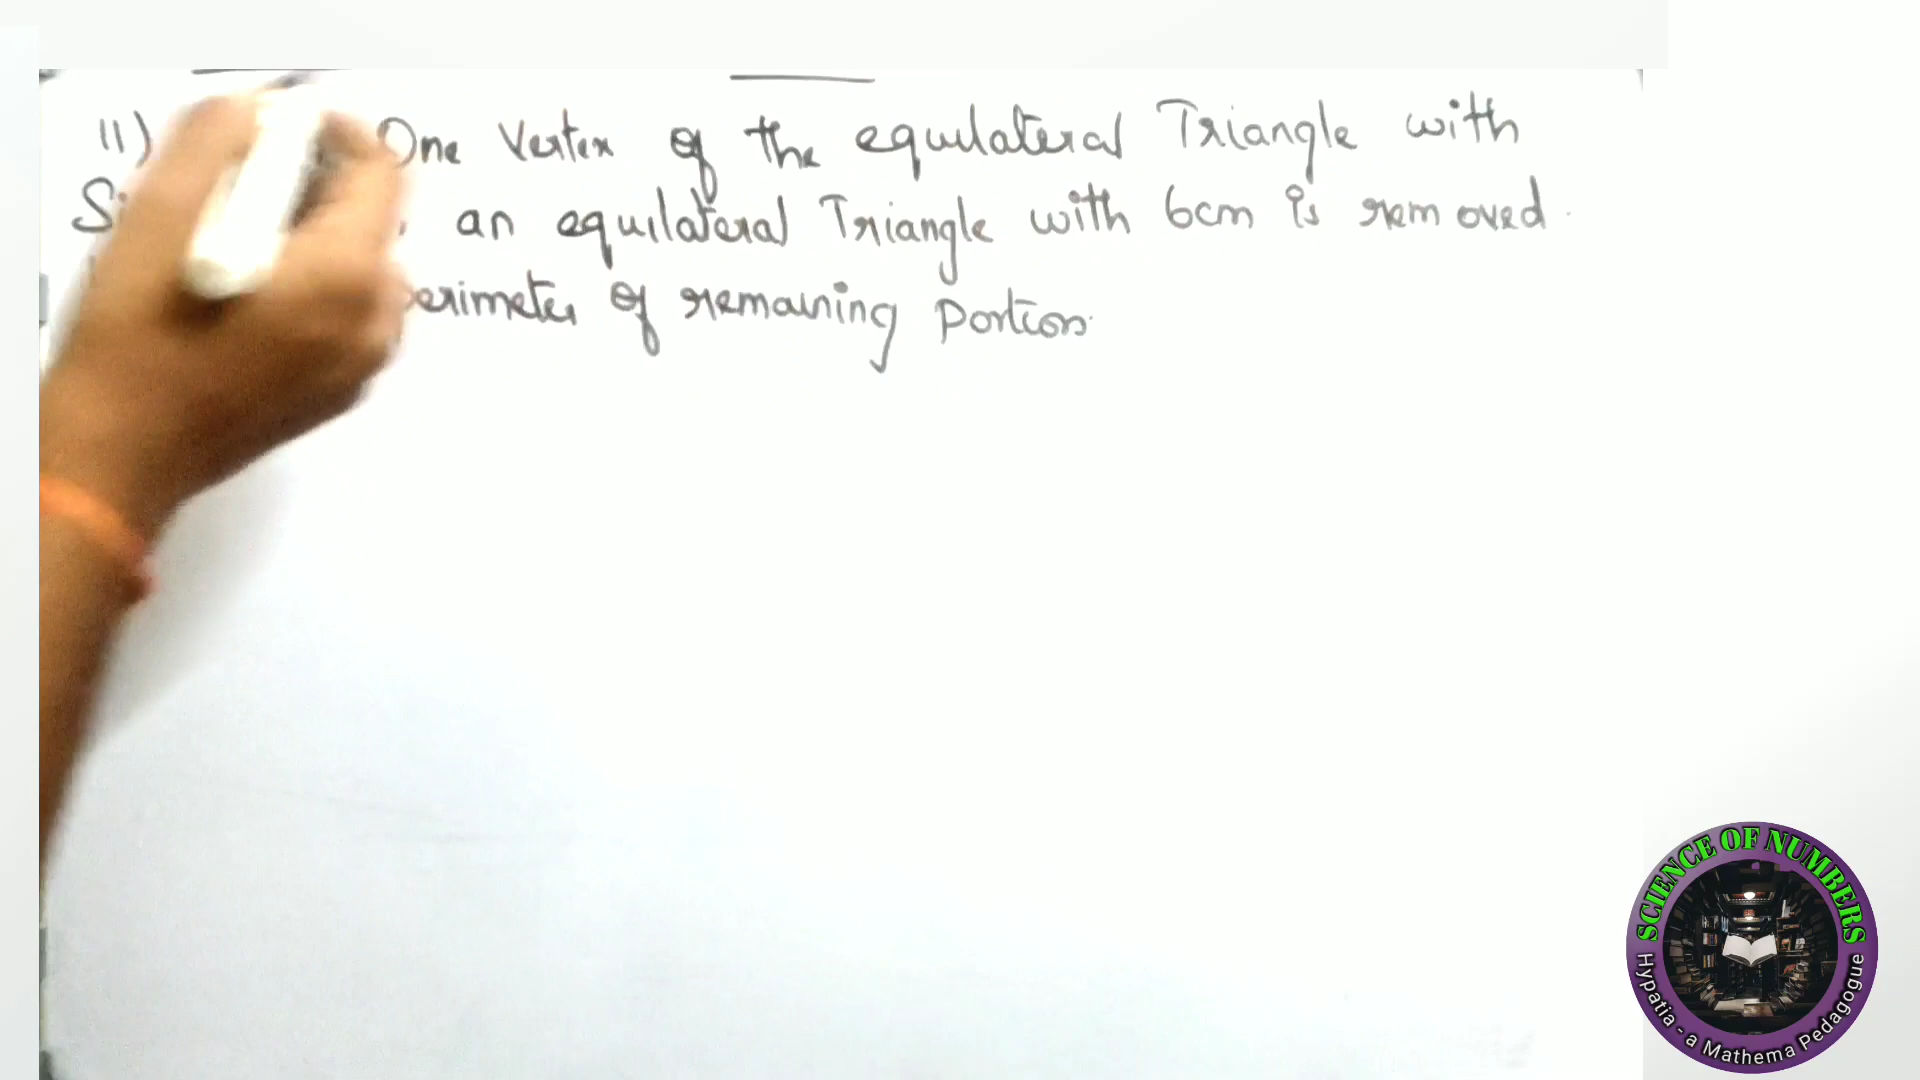 11) One Vertex of the equilateral Triangle with
an equilateral Triangle with 6cm is removed.
perimeter of remaining Portion.
SCIENCE OF NUMBERS
Hypatia - a Mathema Pedagogue